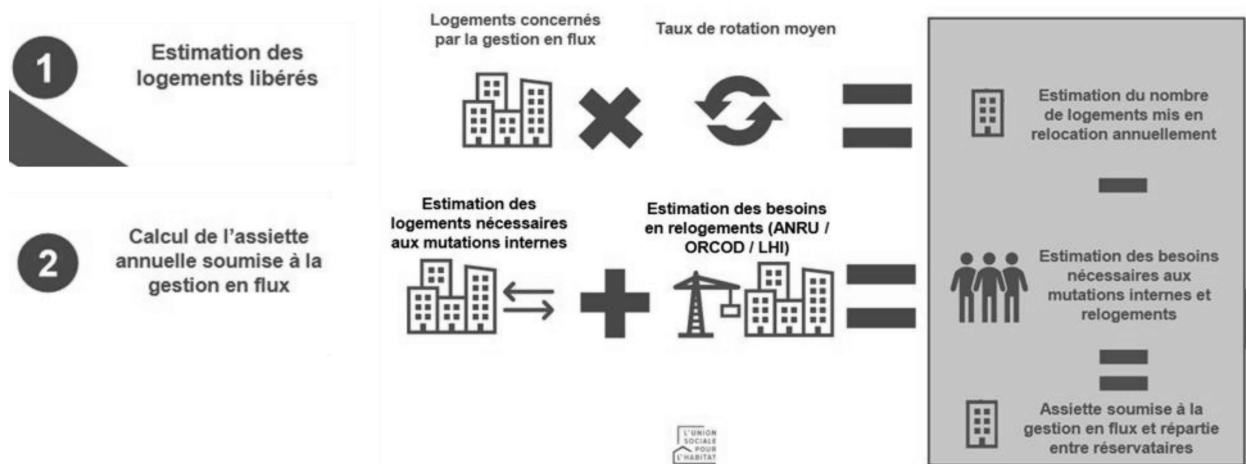 1
Estimation des
logements libérés
Logements concernés
par la gestion en flux
Taux de rotation moyen
Estimation du nombre
de logements mis en
relocation annuellement
2
Calcul de l'assiette
annuelle soumise à la
gestion en flux
Estimation des
logements nécessaires
aux mutations internes
Estimation des besoins
en relogements (ANRU /
ORCOD / LHI)
Estimation des besoins
nécessaires aux
mutations internes et
relogements
Assiette soumise à la
gestion en flux et répartie
entre réservataires
L'UNION
SOCIALE
POUR
L'HABITAT